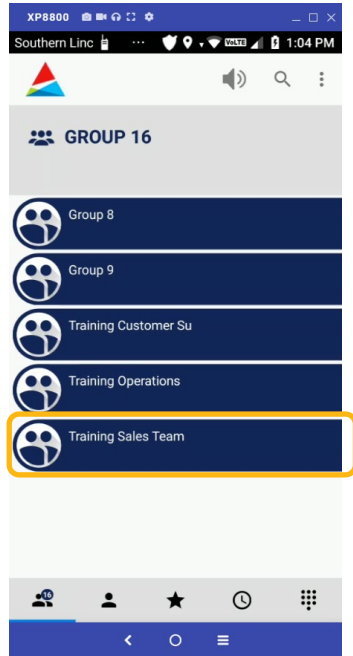 XP8800
Southern Linc ... VoLTE 1:04 PM
GROUP 16
Group 8
Group 9
Training Customer Su
Training Operations
Training Sales Team
16